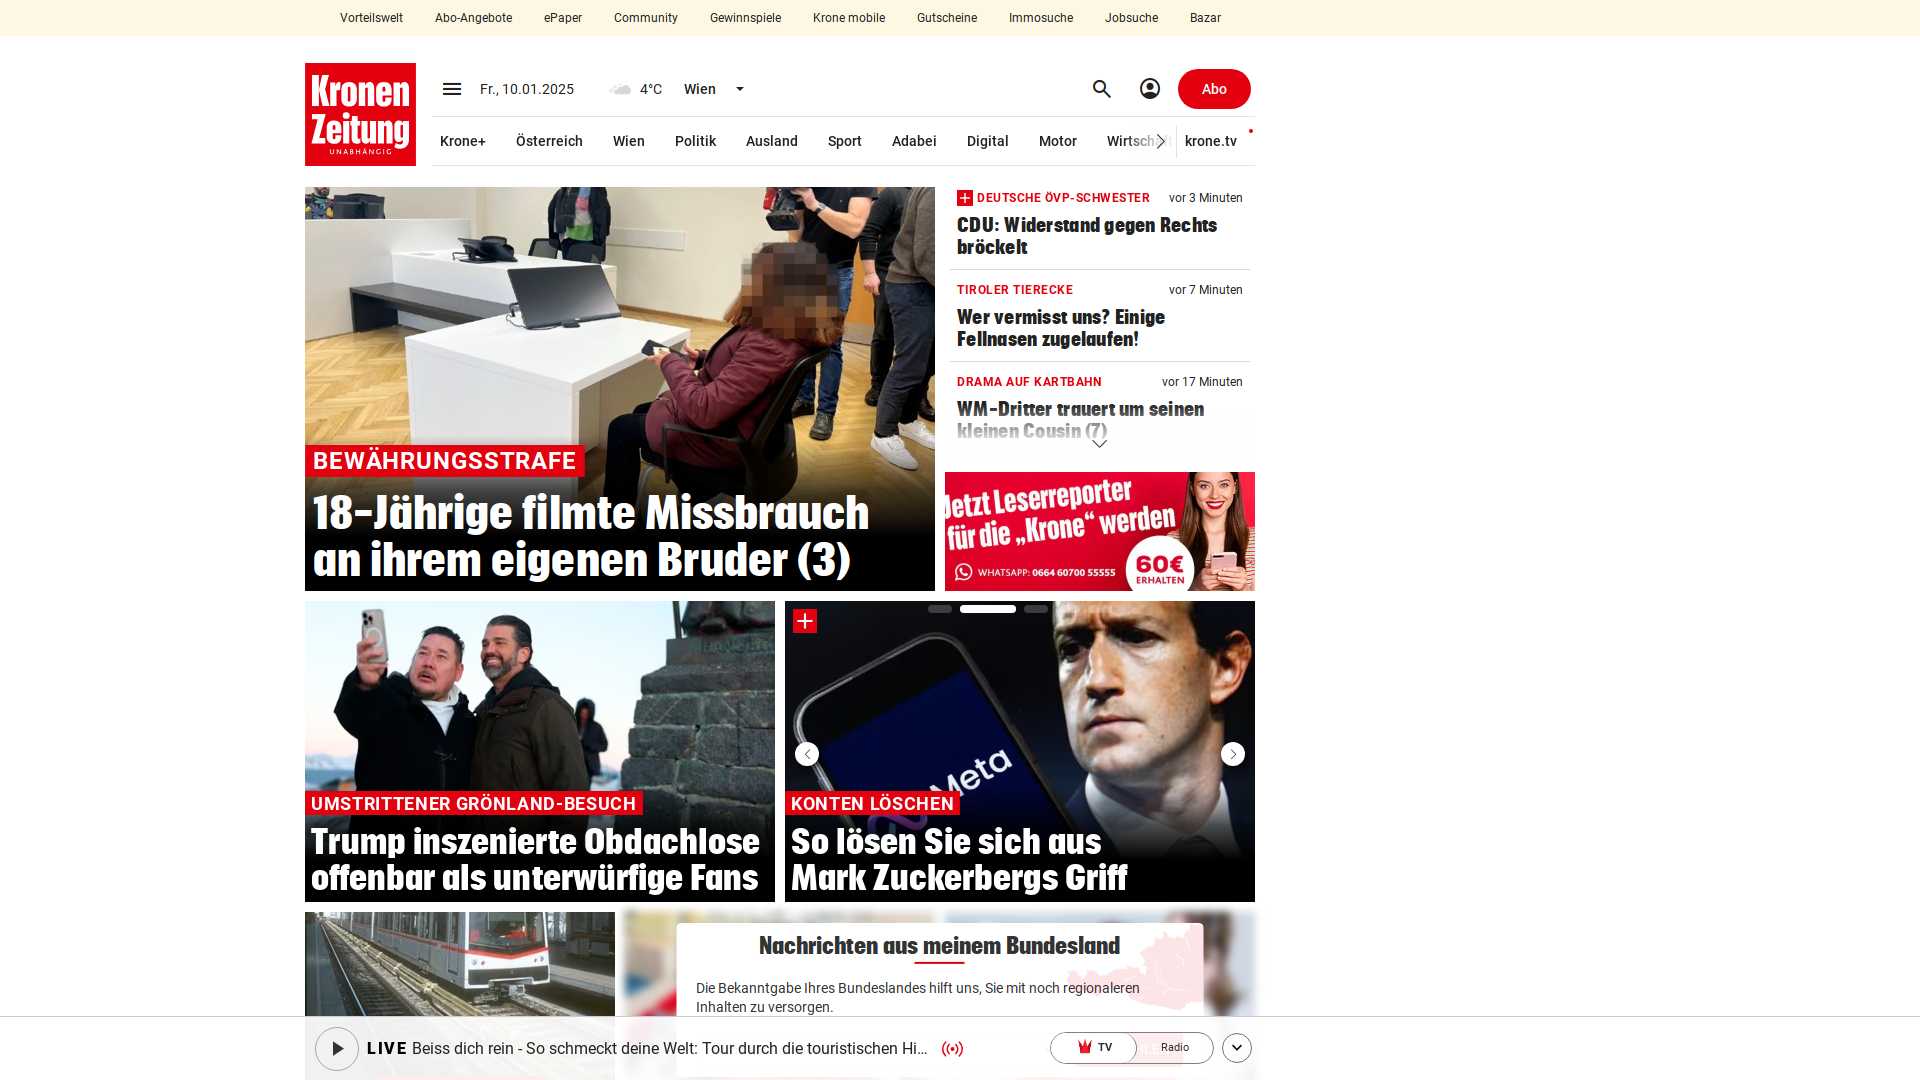 Vorteilswelt Abo-Angebote ePaper Community Gewinnspiele Krone mobile Gutscheine Immosuche Jobsuche Bazar
Kronen
Zeitung
UNABHÄNGIG
Fr., 10.01.2025 4°C Wien Abo
Krone+ Österreich Wien Politik Ausland Sport Adabei Digital Motor Wirtschaft krone.tv
BEWÄHRUNGSSTRAFE
18-Jährige filmte Missbrauch
an ihrem eigenen Bruder (3)
DEUTSCHE ÖVP-SCHWESTER vor 3 Minuten
CDU: Widerstand gegen Rechts
bröckelt
TIROLER TIERECKE vor 7 Minuten
Wer vermisst uns? Einige
Fellnasen zugelaufen!
DRAMA AUF KARTBAHN vor 17 Minuten
WM-Dritter trauert um seinen
kleinen Cousin (7)
Jetzt Leserreporter
für die „Krone“ werden
WHATSAPP: 0664 60700 55555
60€
ERHALTEN
UMSTRITTENER GRÖNLAND-BESUCH
Trump inszenierte Obdachlose
offenbar als unterwürfige Fans
Meta
KONTEN LÖSCHEN
So lösen Sie sich aus
Mark Zuckerbergs Griff
Nachrichten aus meinem Bundesland
Die Bekanntgabe Ihres Bundeslandes hilft uns, Sie mit noch regionaleren
Inhalten zu versorgen.
LIVE Beiss dich rein - So schmeckt deine Welt: Tour durch die touristischen Hi... TV Radio